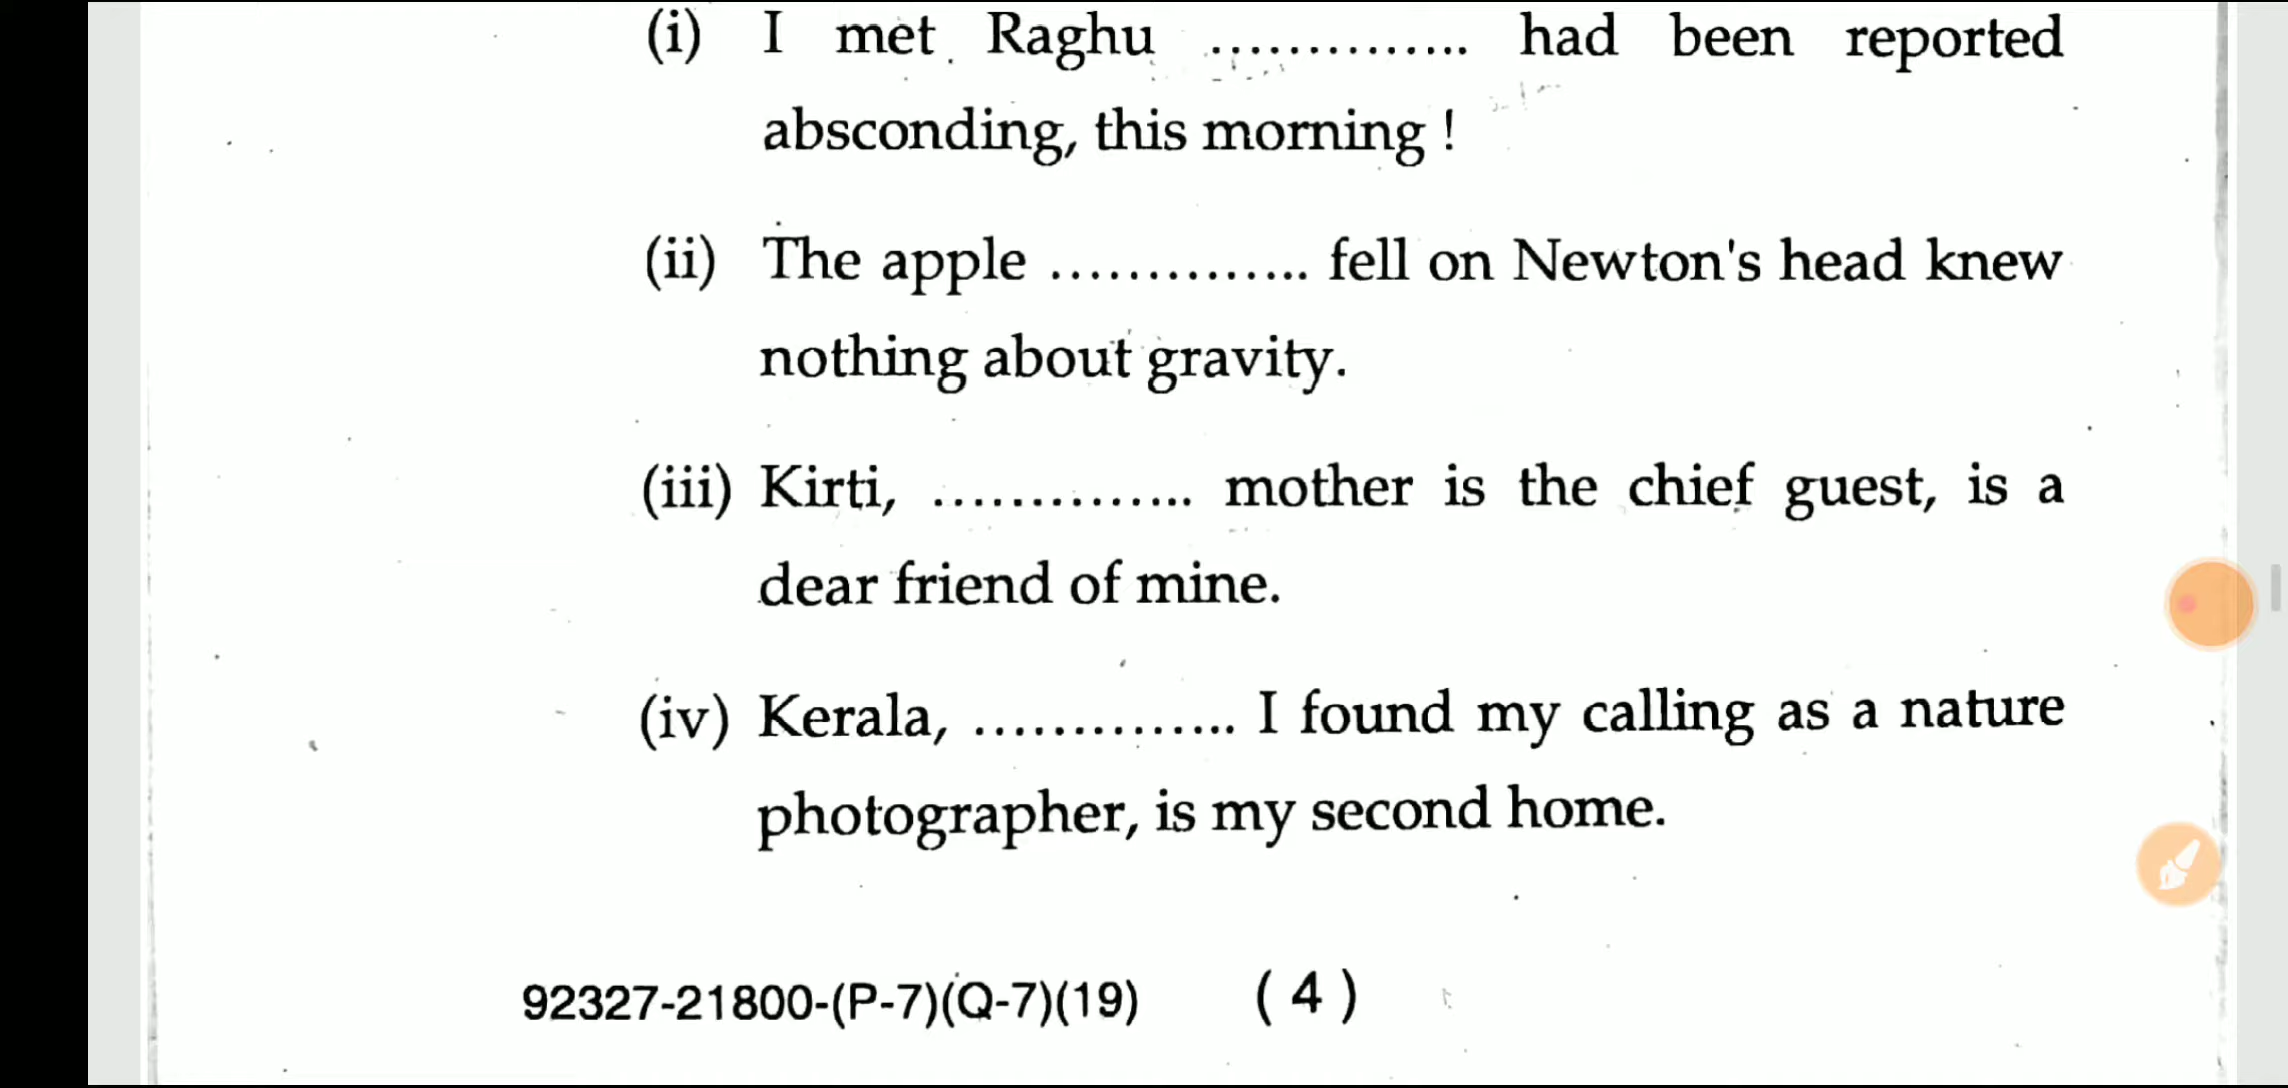 (i) I met Raghu .............. had been reported
absconding, this morning !
(ii) The apple .............. fell on Newton's head knew
nothing about gravity.
(iii) Kirti, .............. mother is the chief guest, is a
dear friend of mine.
(iv) Kerala, .............. I found my calling as a nature
photographer, is my second home.
92327-21800-(P-7)(Q-7)(19) ( 4 )